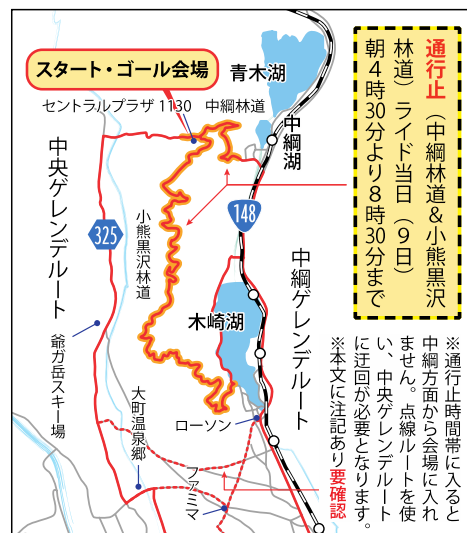 通行止（中綱林道＆小熊黒沢
林道）ライド当日（９日）
朝４時30分より８時30分まで
スタート・ゴール会場
青木湖
セントラルプラザ1130
中綱林道
中綱湖
中央ゲレンデルート
325
小熊黒沢林道
148
中綱ゲレンデルート
木崎湖
爺ガ岳スキー場
大町温泉郷
ローソン
ファミマ
※通行止時間帯に入ると
中綱方面から会場に入れ
ません。点線ルートを使
い、中央ゲレンデルート
に迂回が必要となります。
※本文に注記あり要確認